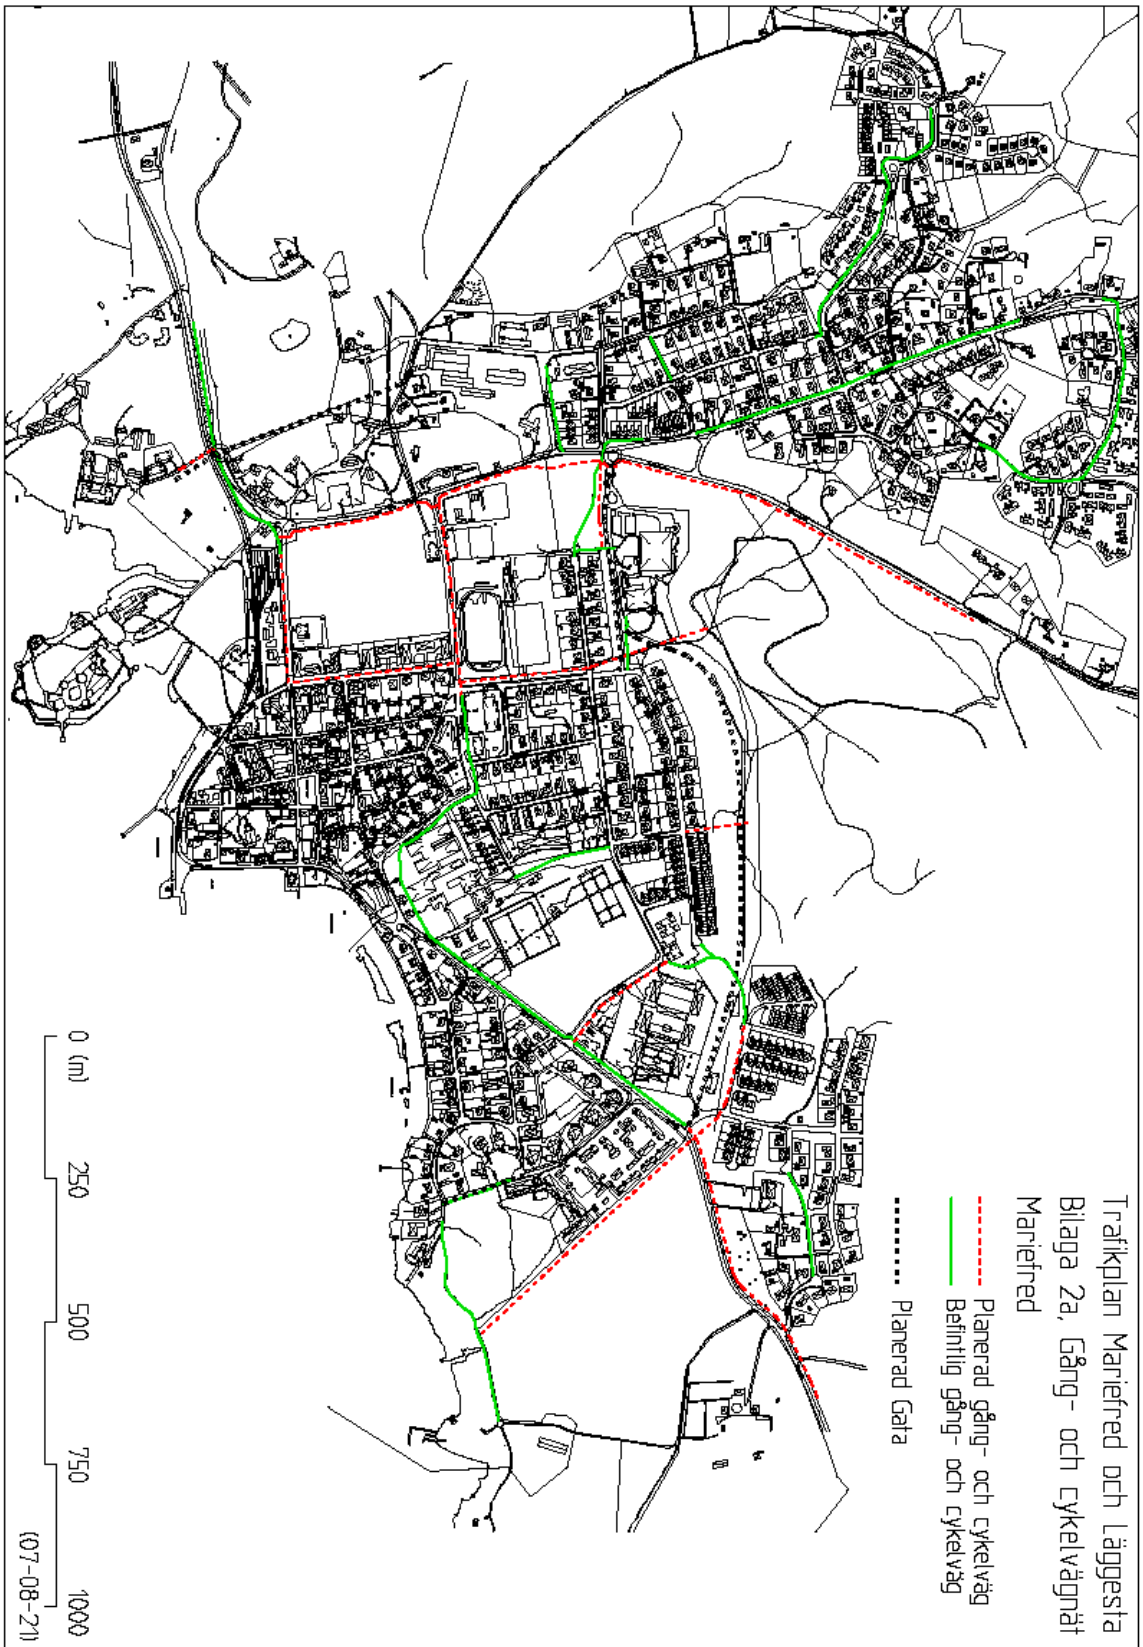 Trafikplan Mariefred och Läggesta
Bilaga 2a, Gång- och cykelvägnät
Mariefred
Planerad gång- och cykelväg
Befintlig gång- och cykelväg
Planerad Gata
0 (m) 250 500 750 1000
(07-08-21)